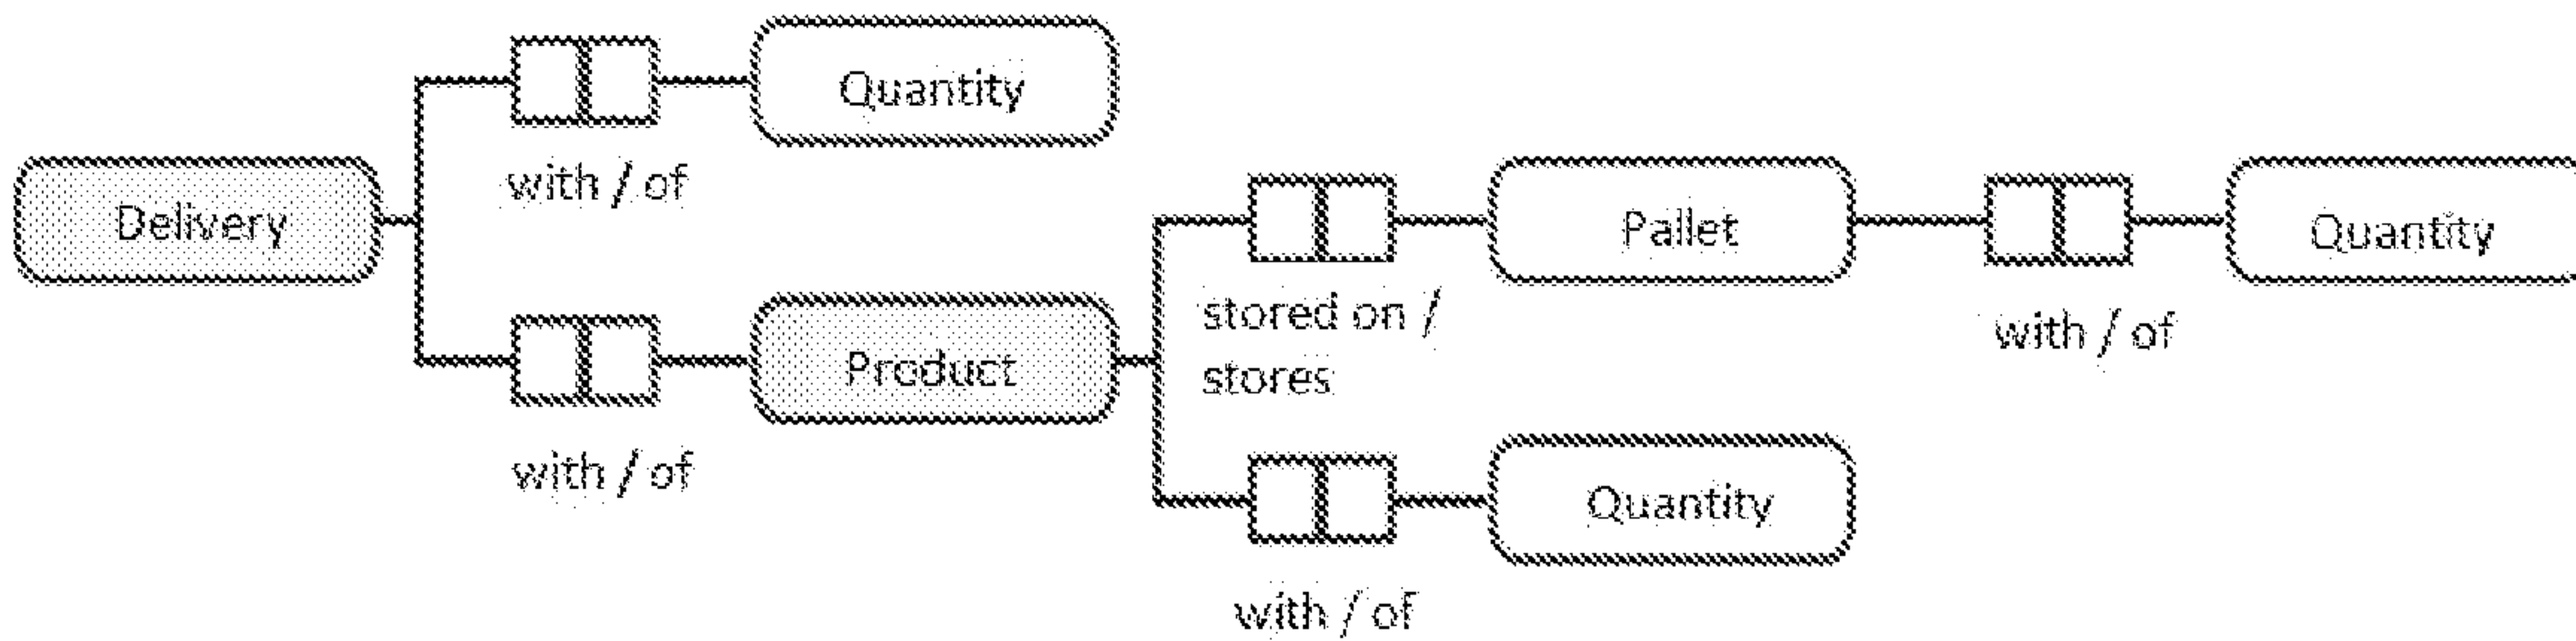 Quantity
with / of
Delivery
Product
with / of
stored on /
stores
Pallet
with / of
Quantity
Quantity
with / of